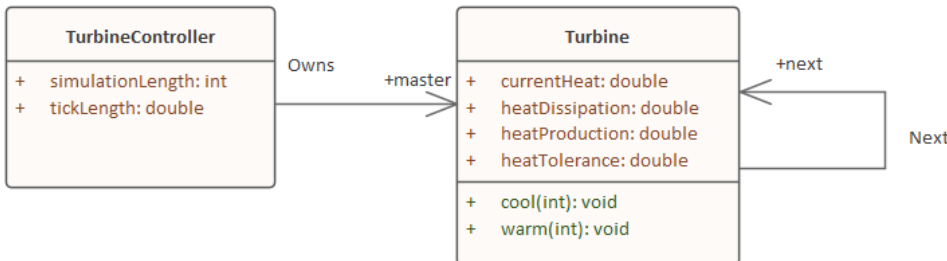 TurbineController
+ simulationLength: int
+ tickLength: double
Owns
+master
Turbine
+ currentHeat: double
+ heatDissipation: double
+ heatProduction: double
+ heatTolerance: double
+ cool(int): void
+ warm(int): void
+next
Next